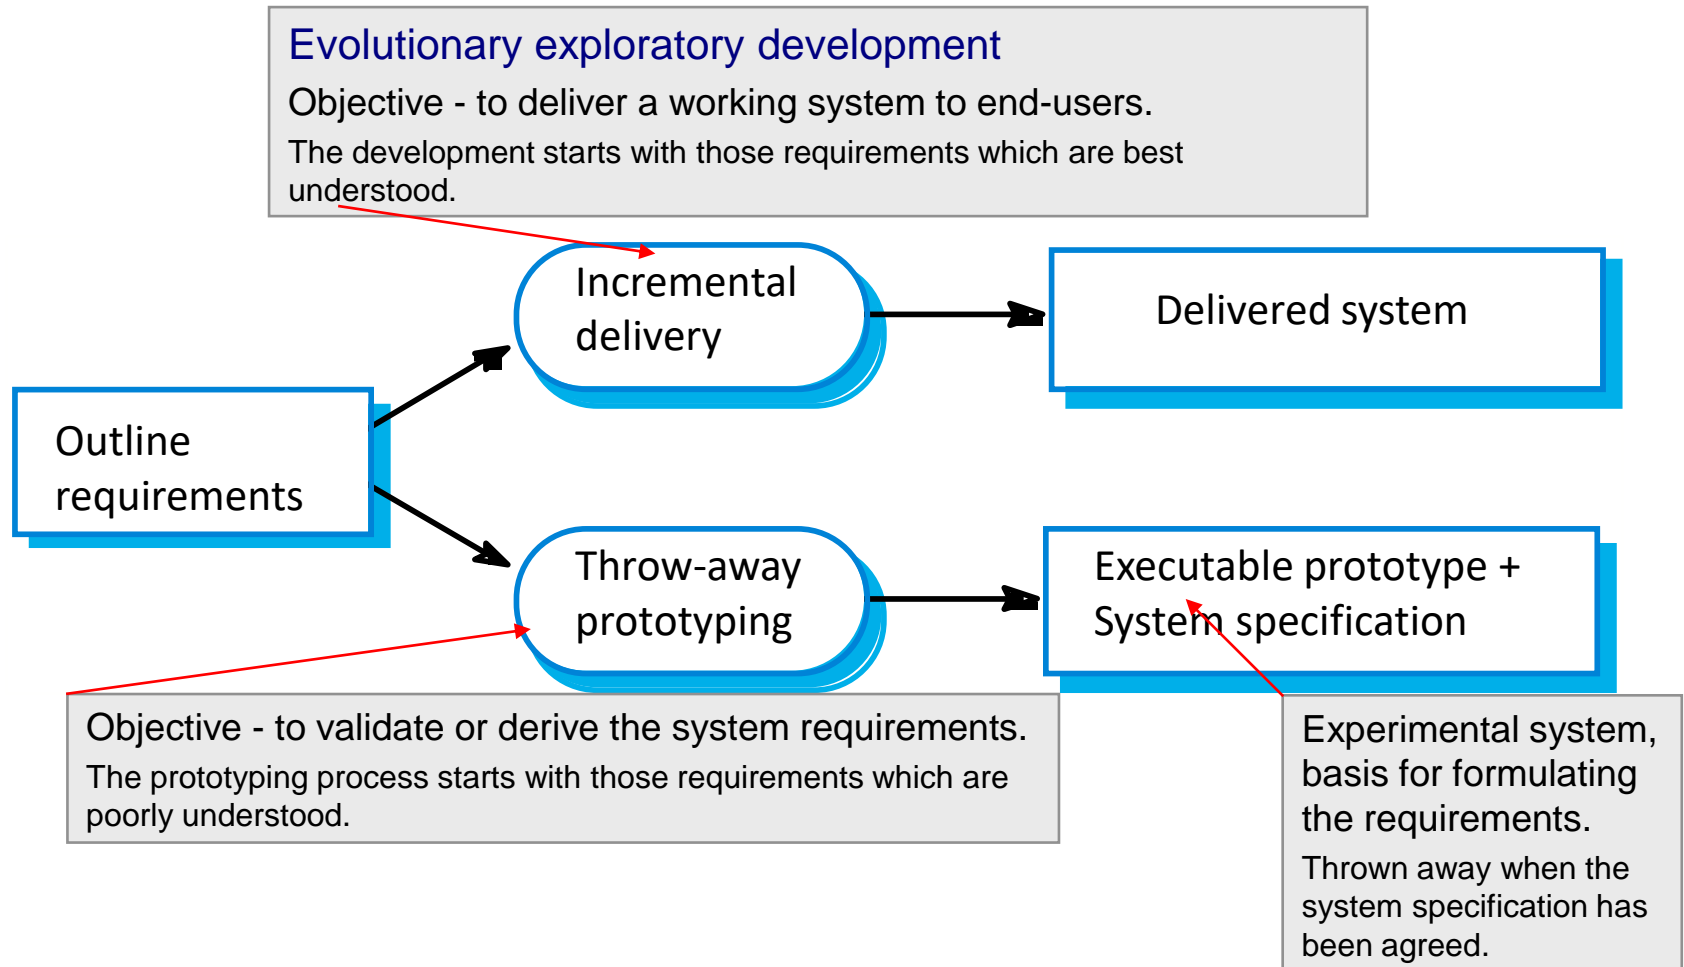 Evolutionary exploratory development
Objective - to deliver a working system to end-users.
The development starts with those requirements which are best
understood.
Incremental
delivery
Delivered system
Outline
requirements
Throw-away
prototyping
Executable prototype +
System specification
Objective - to validate or derive the system requirements.
The prototyping process starts with those requirements which are
poorly understood.
Experimental system,
basis for formulating
the requirements.
Thrown away when the
system specification has
been agreed.